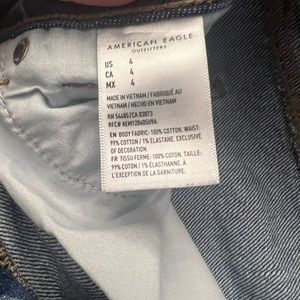 AMERICAN EAGLE
OUTFITTERS
US 4
CA 4
MX 4
MADE IN VIETNAM / FABRIQUÉ AU
VIETNAM / HECHO EN VIETNAM
RN 54485/CA 03873
RFC# AEMY20605U9A
EN BODY FABRIC: 100% COTTON, WAIST:
99% COTTON / 1% ELASTANE, EXCLUSIVE
OF DECORATION.
FR TISSU FERME: 100% COTON, TAILLE:
99% COTON / 1% ÉLASTHANNE, À
L'EXCEPTION DE LA GARNITURE.